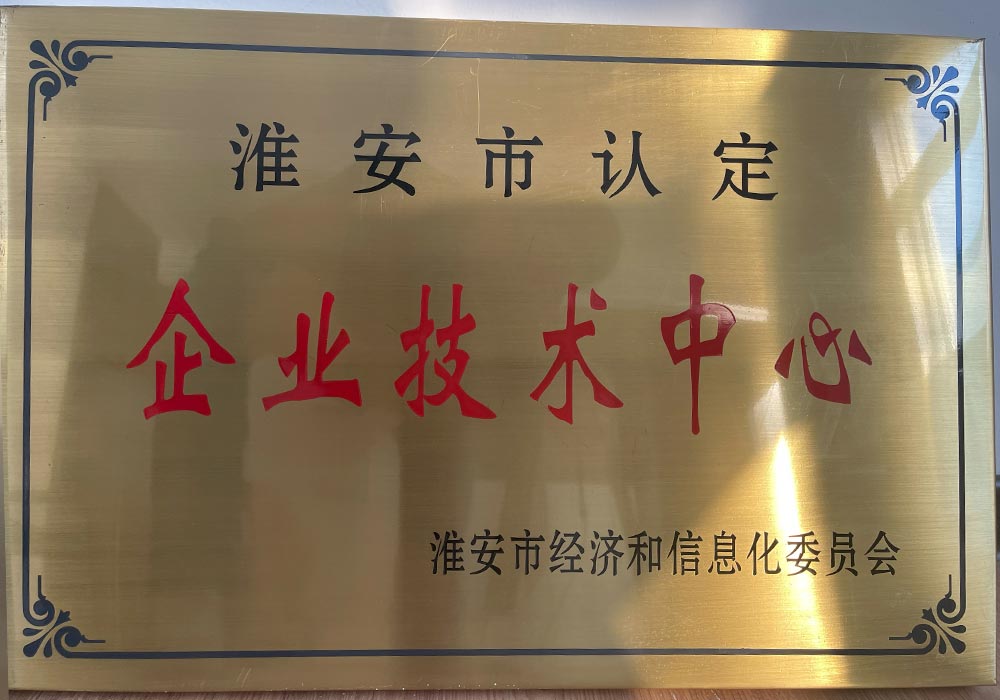 淮安市认定
企业技术中心
淮安市经济和信息化委员会